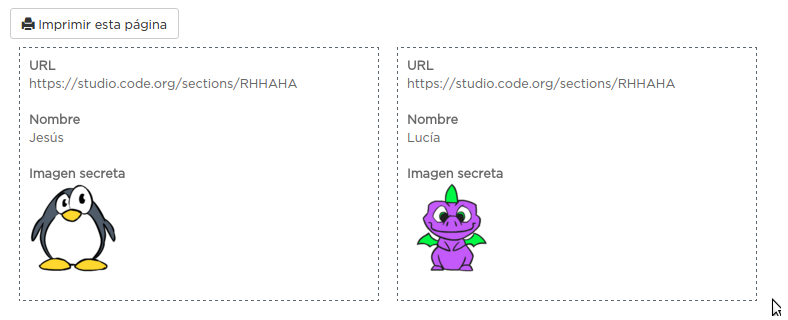 Imprimir esta página
URL
https://studio.code.org/sections/RHHAHA
Nombre
Jesús
Imagen secreta
URL
https://studio.code.org/sections/RHHAHA
Nombre
Lucía
Imagen secreta